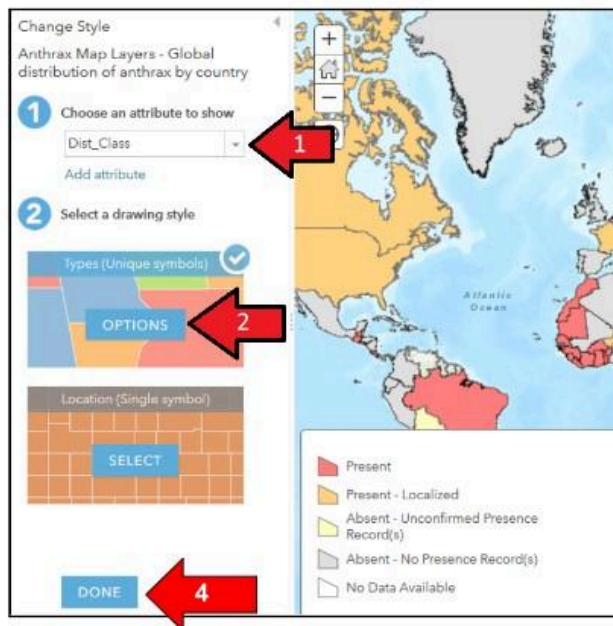 Change Style
Anthrax Map Layers - Global
distribution of anthrax by country
1 Choose an attribute to show
Dist_Class
1
Add attribute
2 Select a drawing style
Types (Unique symbols)
OPTIONS
2
Location (Single symbol)
SELECT
DONE
4
+
−
Atlantic
Ocean
Present
Present - Localized
Absent - Unconfirmed Presence
Record(s)
Absent - No Presence Record(s)
No Data Available